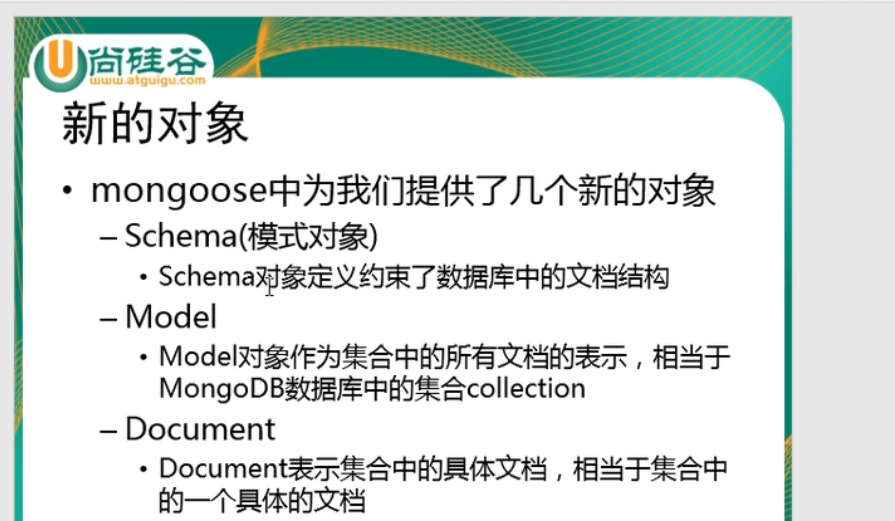 尚硅谷
www.atguigu.com
新的对象
• mongoose中为我们提供了几个新的对象
– Schema(模式对象)
• Schema对象定义约束了数据库中的文档结构
– Model
• Model对象作为集合中的所有文档的表示，相当于
MongoDB数据库中的集合collection
– Document
• Document表示集合中的具体文档，相当于集合中
的一个具体的文档